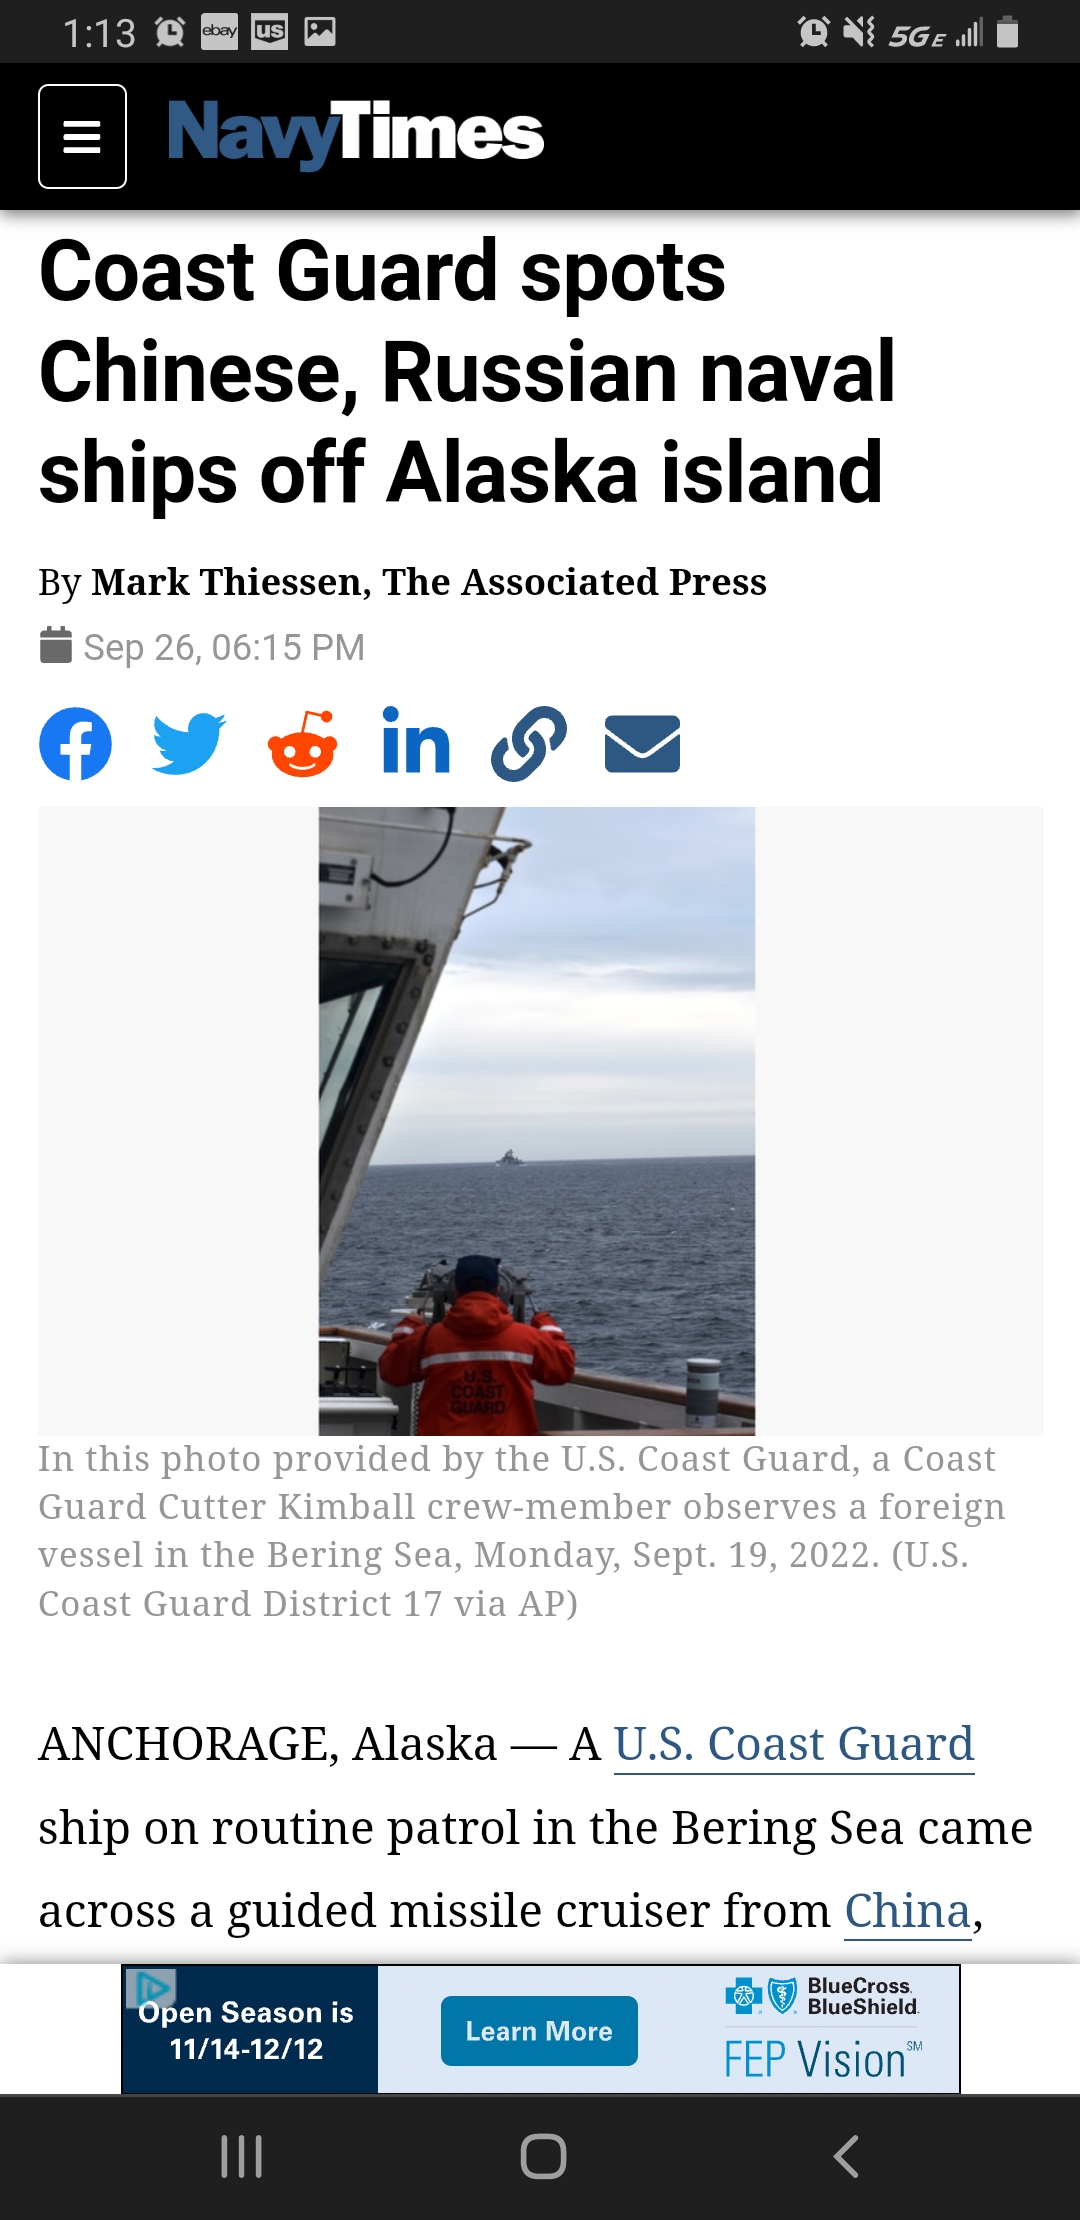 1:13 ebay us 5GE
NavyTimes
Coast Guard spots
Chinese, Russian naval
ships off Alaska island
By Mark Thiessen, The Associated Press
Sep 26, 06:15 PM
U.S.
COAST
GUARD
In this photo provided by the U.S. Coast Guard, a Coast
Guard Cutter Kimball crew-member observes a foreign
vessel in the Bering Sea, Monday, Sept. 19, 2022. (U.S.
Coast Guard District 17 via AP)
ANCHORAGE, Alaska — A U.S. Coast Guard
ship on routine patrol in the Bering Sea came
across a guided missile cruiser from China,
Open Season is
11/14-12/12
Learn More
BlueCross
BlueShield
FEP Vision℠